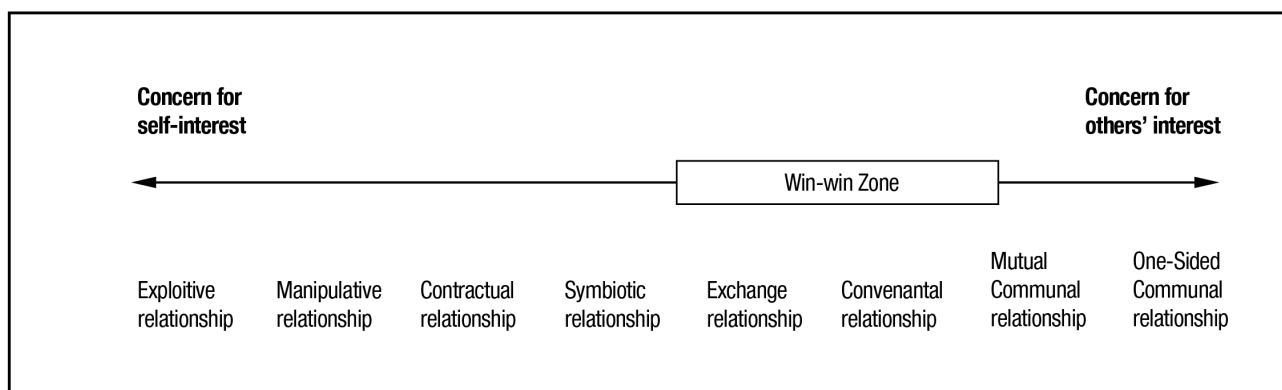 Concern for
self-interest
Concern for
others' interest
Win-win Zone
Exploitive
relationship
Manipulative
relationship
Contractual
relationship
Symbiotic
relationship
Exchange
relationship
Convenantal
relationship
Mutual
Communal
relationship
One-Sided
Communal
relationship